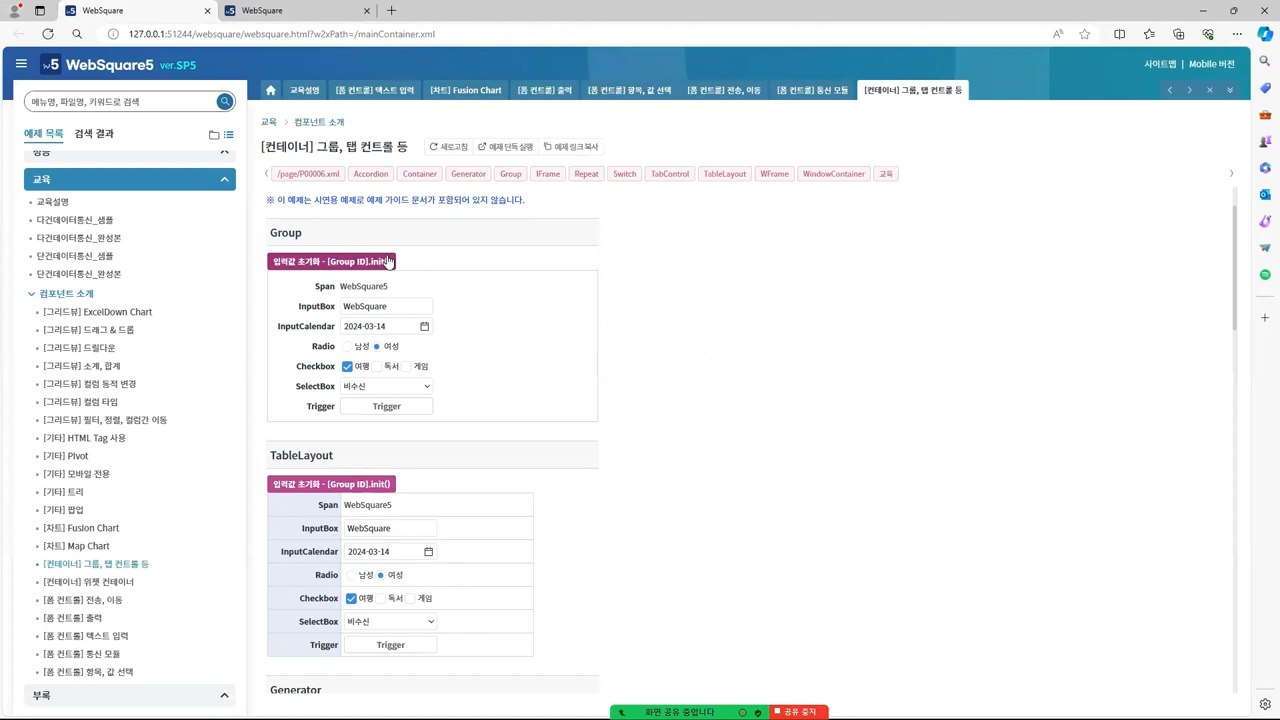 WebSquare
WebSquare
127.0.0.1:51244/websquare/websquare.html?w2xPath=/mainContainer.xml
W5 WebSquare5 ver.SP5
사이트맵 | Mobile 버전
메뉴명, 파일명, 키워드로 검색
교육설명
[폼 컨트롤] 텍스트 입력
[차트] Fusion Chart
[폼 컨트롤] 출력
[폼 컨트롤] 항목, 값 선택
[폼 컨트롤] 전송, 이동
[폼 컨트롤] 통신 모듈
[컨테이너] 그룹, 탭 컨트롤 등
예제 목록 검색 결과
교육
교육설명
다건데이터통신_샘플
다건데이터통신_완성본
단건데이터통신_샘플
단건데이터통신_완성본
컴포넌트 소개
[그리드뷰] ExcelDown Chart
[그리드뷰] 드래그 & 드롭
[그리드뷰] 드릴다운
[그리드뷰] 소계, 합계
[그리드뷰] 컬럼 동적 변경
[그리드뷰] 컬럼 타입
[그리드뷰] 필터, 정렬, 컬럼간 이동
[기타] HTML Tag 사용
[기타] Pivot
[기타] 모바일 전용
[기타] 트리
[기타] 팝업
[차트] Fusion Chart
[차트] Map Chart
[컨테이너] 그룹, 탭 컨트롤 등
[컨테이너] 위젯 컨테이너
[폼 컨트롤] 전송, 이동
[폼 컨트롤] 출력
[폼 컨트롤] 텍스트 입력
[폼 컨트롤] 통신 모듈
[폼 컨트롤] 항목, 값 선택
부록
교육 > 컴포넌트 소개
[컨테이너] 그룹, 탭 컨트롤 등 새로고침 예제 단독 실행 예제 링크 복사
/page/P00006.xml Accordion Container Generator Group IFrame Repeat Switch TabControl TableLayout WFrame WindowContainer 교육
※ 이 예제는 시연용 예제로 예제 가이드 문서가 포함되어 있지 않습니다.
Group
입력값 초기화 - [Group ID].init
Span WebSquare5
InputBox WebSquare
InputCalendar 2024-03-14
Radio 남성 여성
Checkbox 여행 독서 게임
SelectBox 비수신
Trigger Trigger
TableLayout
입력값 초기화 - [Group ID].init()
Span WebSquare5
InputBox WebSquare
InputCalendar 2024-03-14
Radio 남성 여성
Checkbox 여행 독서 게임
SelectBox 비수신
Trigger Trigger
Generator
화면 공유 중입니다 공유 중지